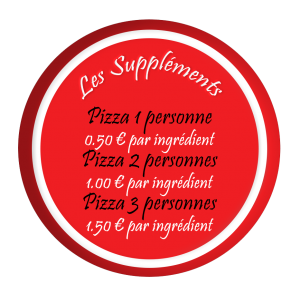 Les Suppléments
Pizza 1 personne
0.50 € par ingrédient
Pizza 2 personnes
1.00 € par ingrédient
Pizza 3 personnes
1.50 € par ingrédient